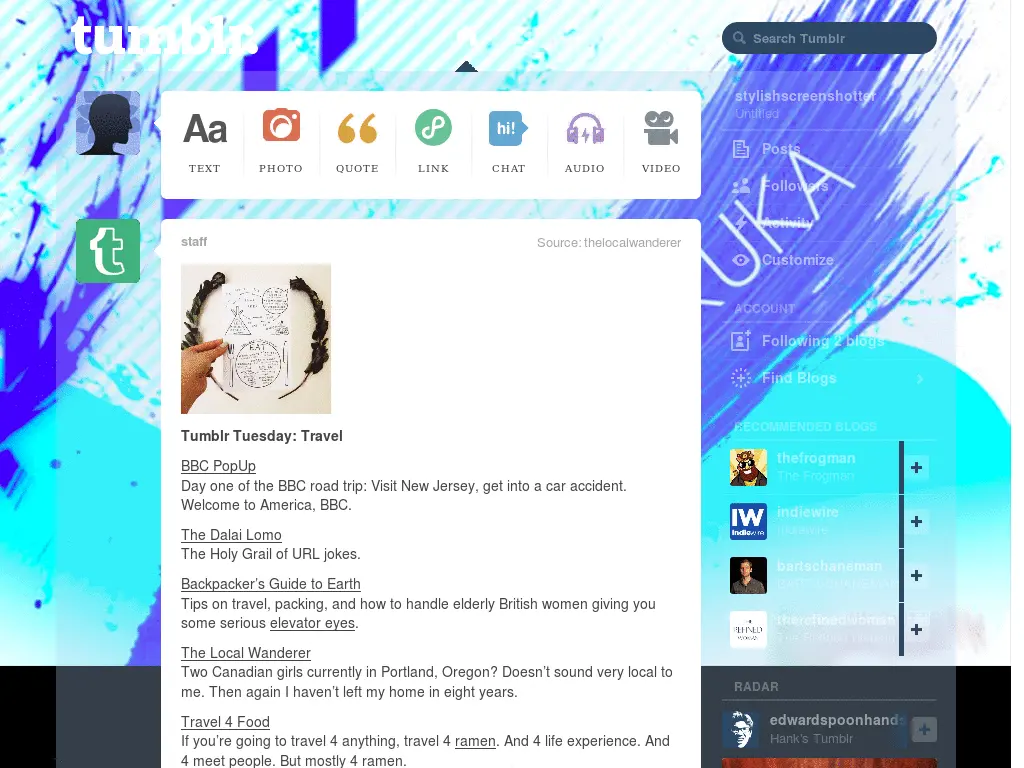 tumblr.
Search Tumblr
Aa
hi!
TEXT
PHOTO
QUOTE
LINK
CHAT
AUDIO
VIDEO
stylishscreenshotter
Untitled
Posts
Followers
Activity
Customize
UKA
ACCOUNT
Following 2 blogs
Find Blogs
RECOMMENDED BLOGS
thefrogman
The Frogman
IW
indiewire
indiewire
Indiewire
bartschaneman
therefinedwoman
REFINED
WOMAN
RADAR
edwardspoonhands
Hank's Tumblr
t
staff
Source: thelocalwanderer
EAT
Tumblr Tuesday: Travel
BBC PopUp
Day one of the BBC road trip: Visit New Jersey, get into a car accident.
Welcome to America, BBC.
The Dalai Lomo
The Holy Grail of URL jokes.
Backpacker’s Guide to Earth
Tips on travel, packing, and how to handle elderly British women giving you
some serious elevator eyes.
The Local Wanderer
Two Canadian girls currently in Portland, Oregon? Doesn’t sound very local to
me. Then again I haven’t left my home in eight years.
Travel 4 Food
If you’re going to travel 4 anything, travel 4 ramen. And 4 life experience. And
4 meet people. But mostly 4 ramen.